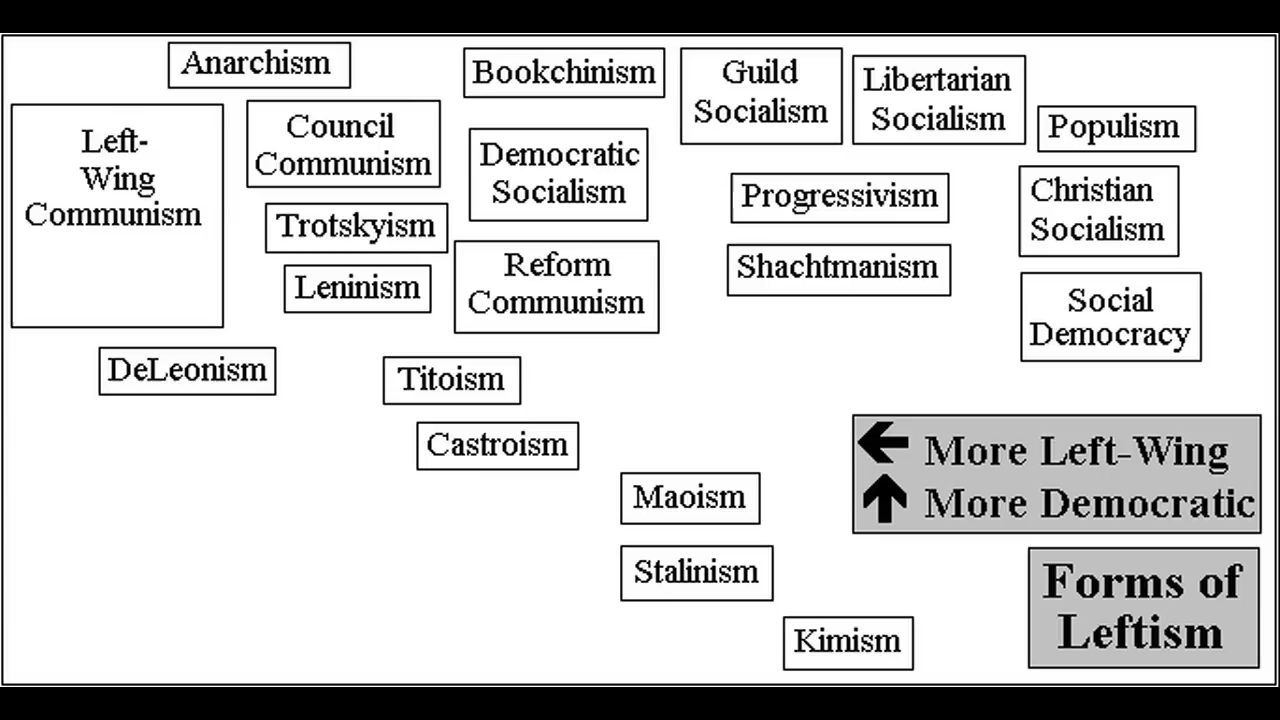 Anarchism
Bookchinism
Guild
Socialism
Libertarian
Socialism
Populism
Left-
Wing
Communism
Council
Communism
Democratic
Socialism
Progressivism
Christian
Socialism
Trotskyism
Reform
Communism
Shachtmanism
Leninism
Social
Democracy
DeLeonism
Titoism
Castroism
More Left-Wing
More Democratic
Maoism
Stalinism
Kimism
Forms of
Leftism